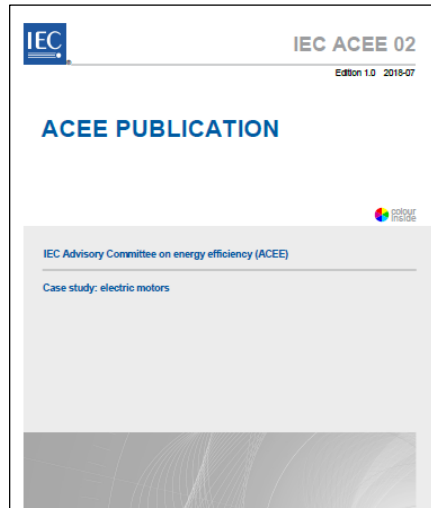 IEC
®
IEC ACEE 02
Edition 1.0 2018-07
ACEE PUBLICATION
colour
inside
IEC Advisory Committee on energy efficiency (ACEE)
Case study: electric motors